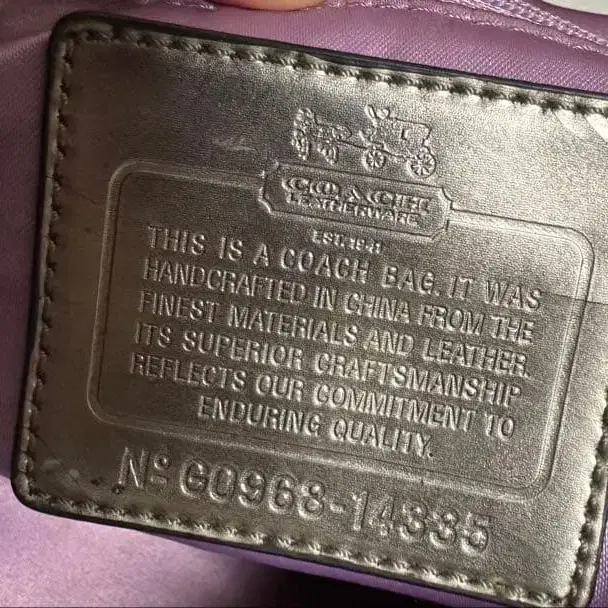 COACH
LEATHERWARE
EST. 1941
THIS IS A COACH BAG. IT WAS
HANDCRAFTED IN CHINA FROM THE
FINEST MATERIALS AND LEATHER.
ITS SUPERIOR CRAFTSMANSHIP
REFLECTS OUR COMMITMENT TO
ENDURING QUALITY.
Nº G0968-14335